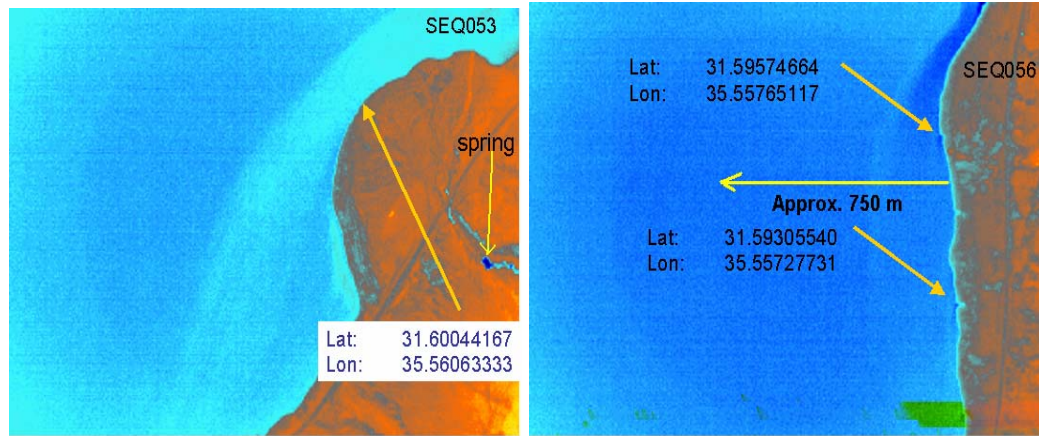 SEQ053
spring
Lat: 31.60044167
Lon: 35.56063333
Lat: 31.59574664
Lon: 35.55765117
SEQ056
Approx. 750 m
Lat: 31.59305540
Lon: 35.55727731